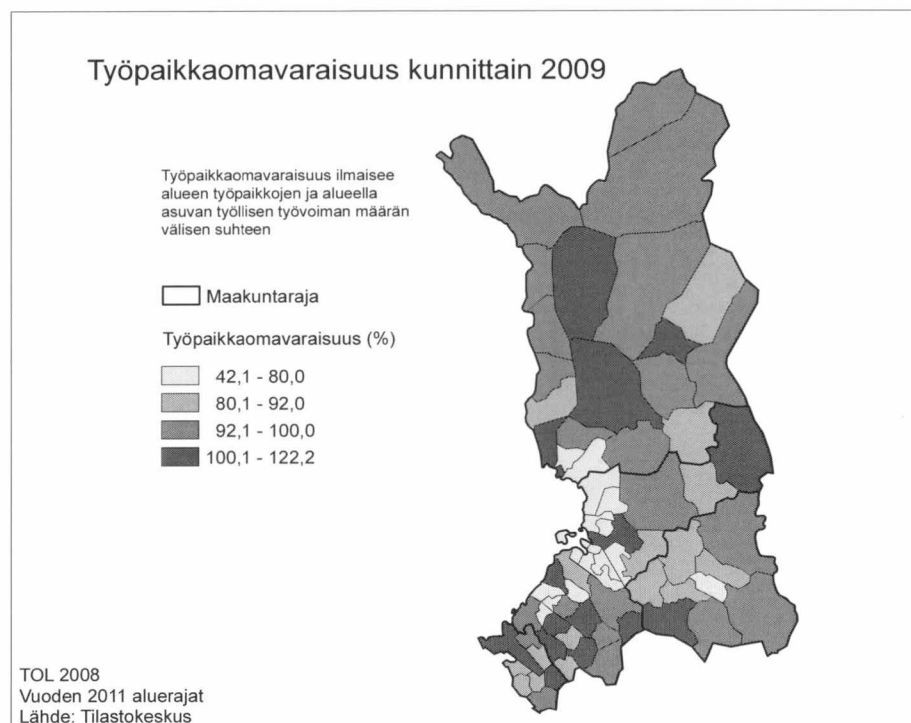 Työpaikkaomavaraisuus kunnittain 2009
Työpaikkaomavaraisuus ilmaisee
alueen työpaikkojen ja alueella
asuvan työllisen työvoiman määrän
välisen suhteen
Maakuntaraja
Työpaikkaomavaraisuus (%)
42,1 - 80,0
80,1 - 92,0
92,1 - 100,0
100,1 - 122,2
TOL 2008
Vuoden 2011 aluerajat
Lähde: Tilastokeskus